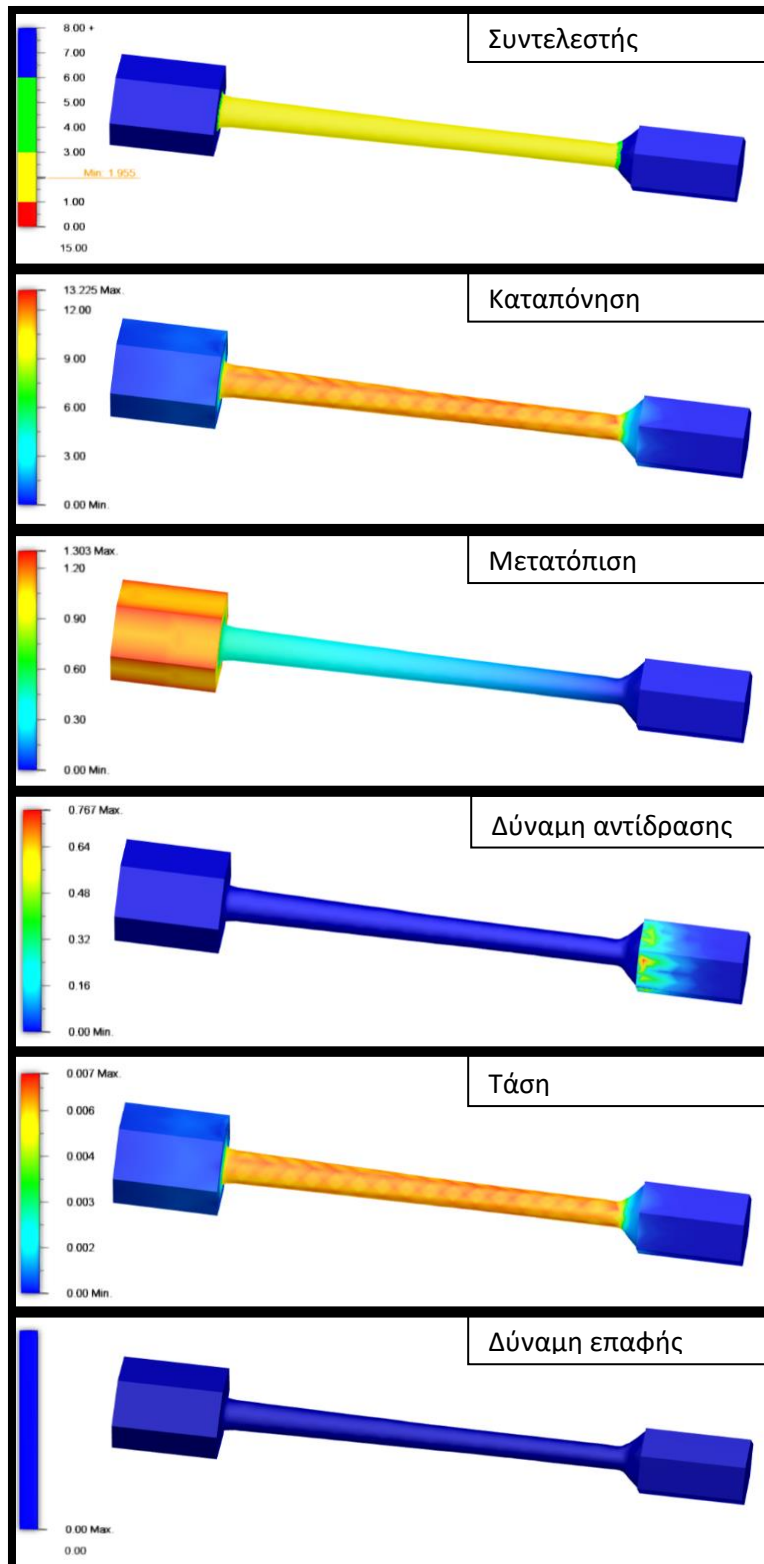 Συντελεστής
8.00 +
7.00
6.00
5.00
4.00
3.00
Min. 1.955
1.00
0.00
15.00
Καταπόνηση
13.225 Max.
12.00
9.00
6.00
3.00
0.00 Min.
Μετατόπιση
1.303 Max.
1.20
0.90
0.60
0.30
0.00 Min.
Δύναμη αντίδρασης
0.767 Max.
0.64
0.48
0.32
0.16
0.00 Min.
Τάση
0.007 Max.
0.006
0.004
0.003
0.002
0.00 Min.
Δύναμη επαφής
0.00 Max.
0.00